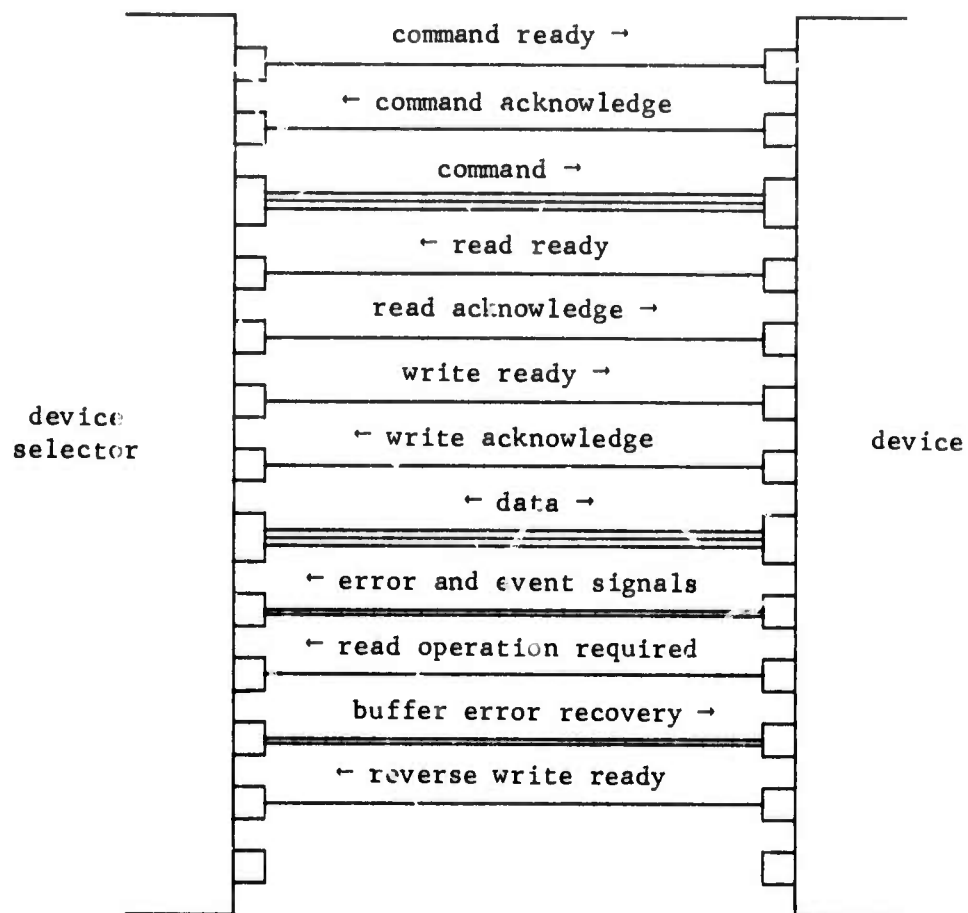 command ready →
← command acknowledge
command →
← read ready
read acknowledge →
write ready →
← write acknowledge
← data →
← error and event signals
← read operation required
buffer error recovery →
← reverse write ready
device
selector
device